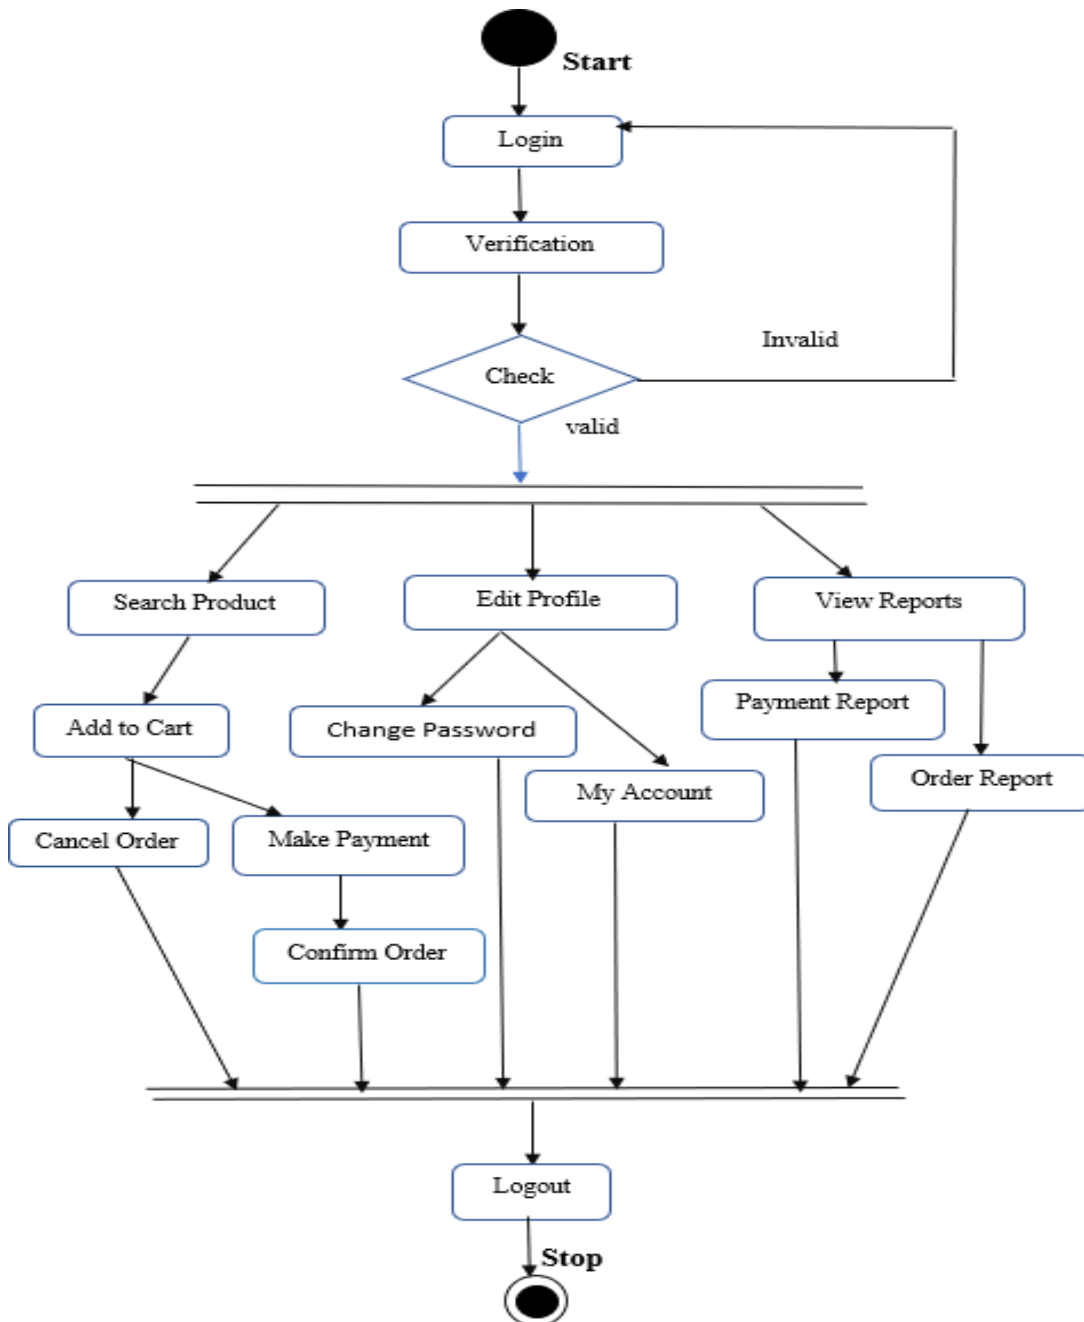 Start
Login
Verification
Invalid
Check
valid
Search Product
Edit Profile
View Reports
Payment Report
Add to Cart
Change Password
Order Report
My Account
Cancel Order
Make Payment
Confirm Order
Logout
Stop